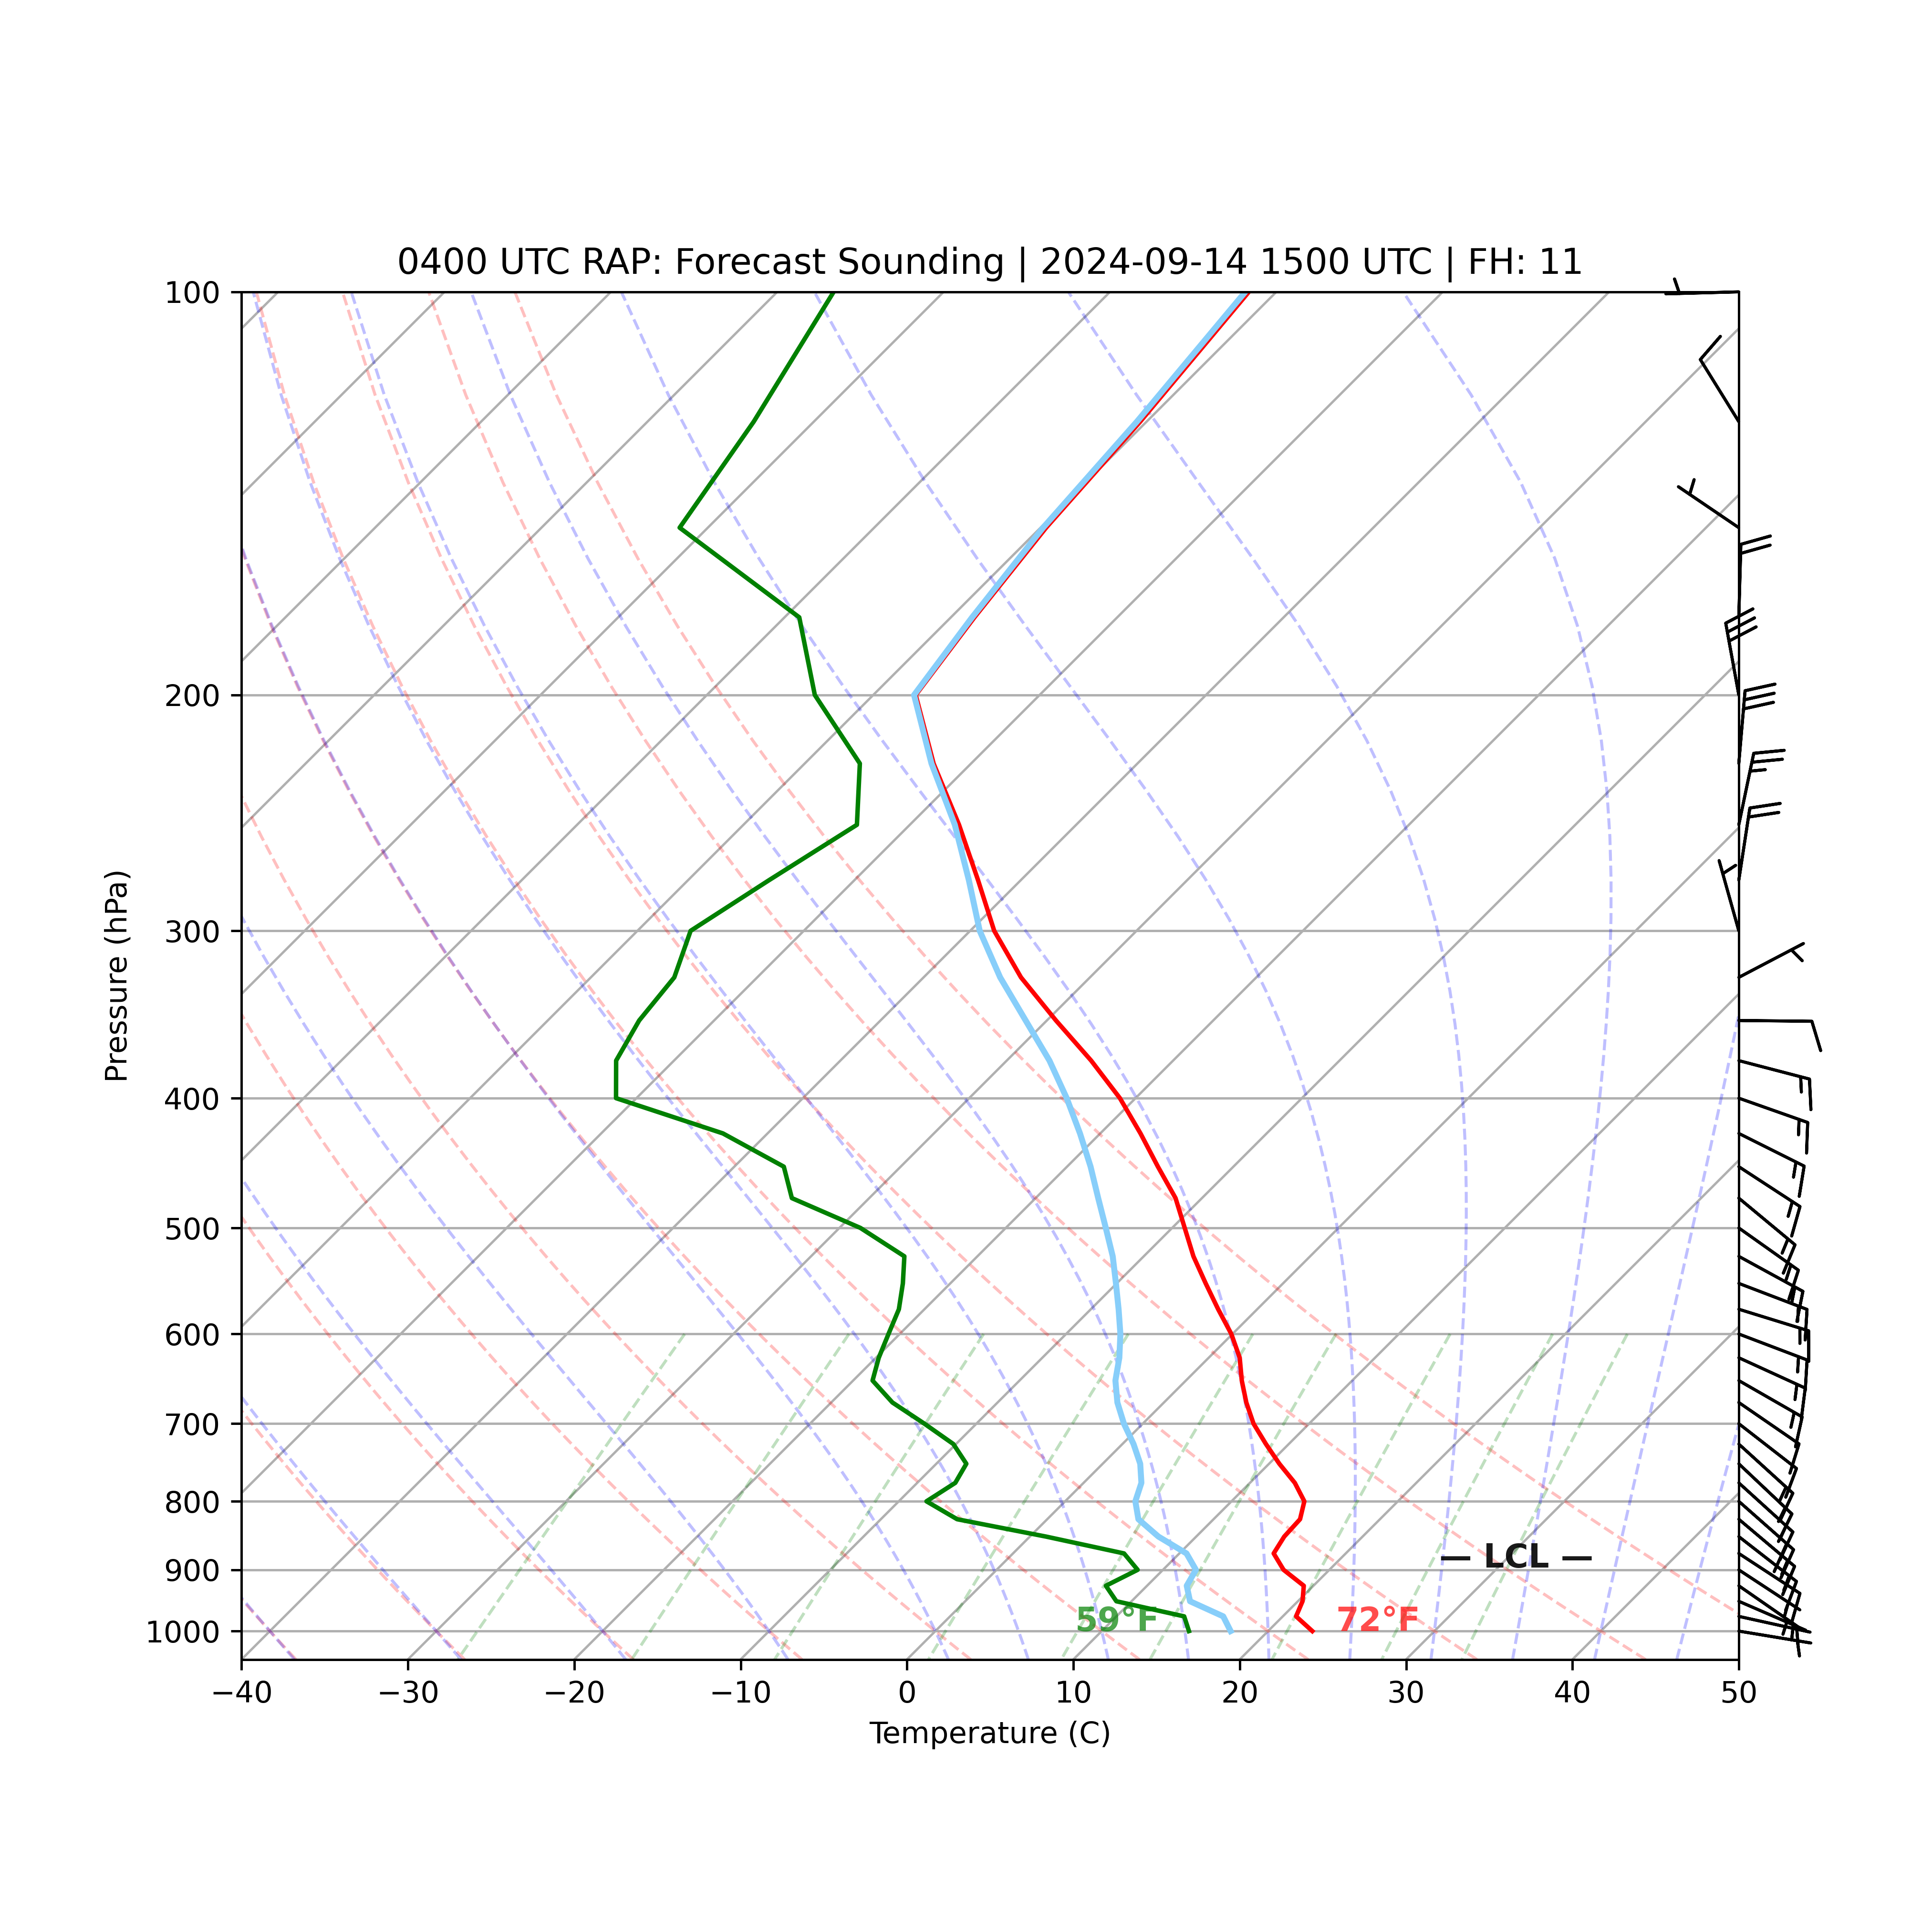 0400 UTC RAP: Forecast Sounding | 2024-09-14 1500 UTC | FH: 11
100
200
300
400
500
600
700
800
900
1000
Pressure (hPa)
— LCL —
59°F
72°F
−40 −30 −20 −10 0 10 20 30 40 50
Temperature (C)